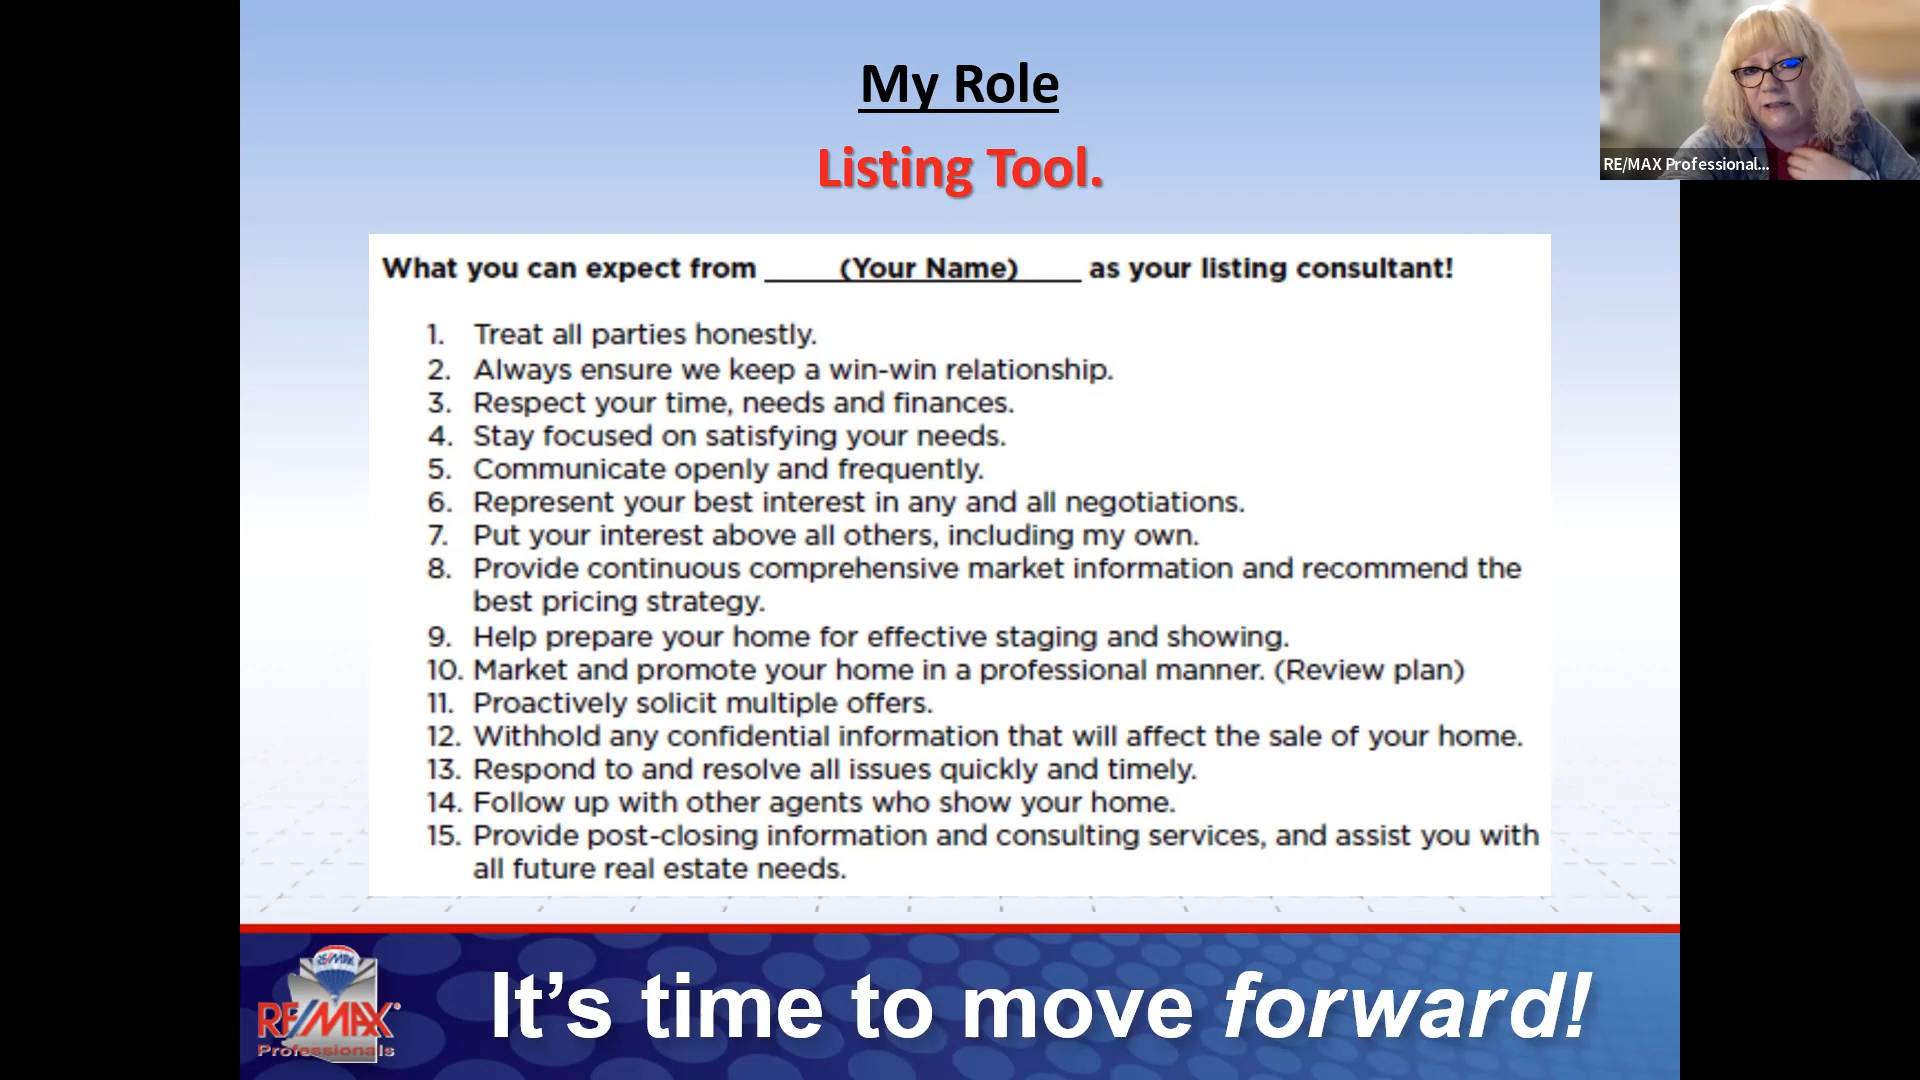 My Role
Listing Tool.
RE/MAX Professional...
What you can expect from _____(Your Name)____ as your listing consultant!
1. Treat all parties honestly.
2. Always ensure we keep a win-win relationship.
3. Respect your time, needs and finances.
4. Stay focused on satisfying your needs.
5. Communicate openly and frequently.
6. Represent your best interest in any and all negotiations.
7. Put your interest above all others, including my own.
8. Provide continuous comprehensive market information and recommend the
best pricing strategy.
9. Help prepare your home for effective staging and showing.
10. Market and promote your home in a professional manner. (Review plan)
11. Proactively solicit multiple offers.
12. Withhold any confidential information that will affect the sale of your home.
13. Respond to and resolve all issues quickly and timely.
14. Follow up with other agents who show your home.
15. Provide post-closing information and consulting services, and assist you with
all future real estate needs.
RE/MAX
RE/MAX
Professionals
It's time to move forward!